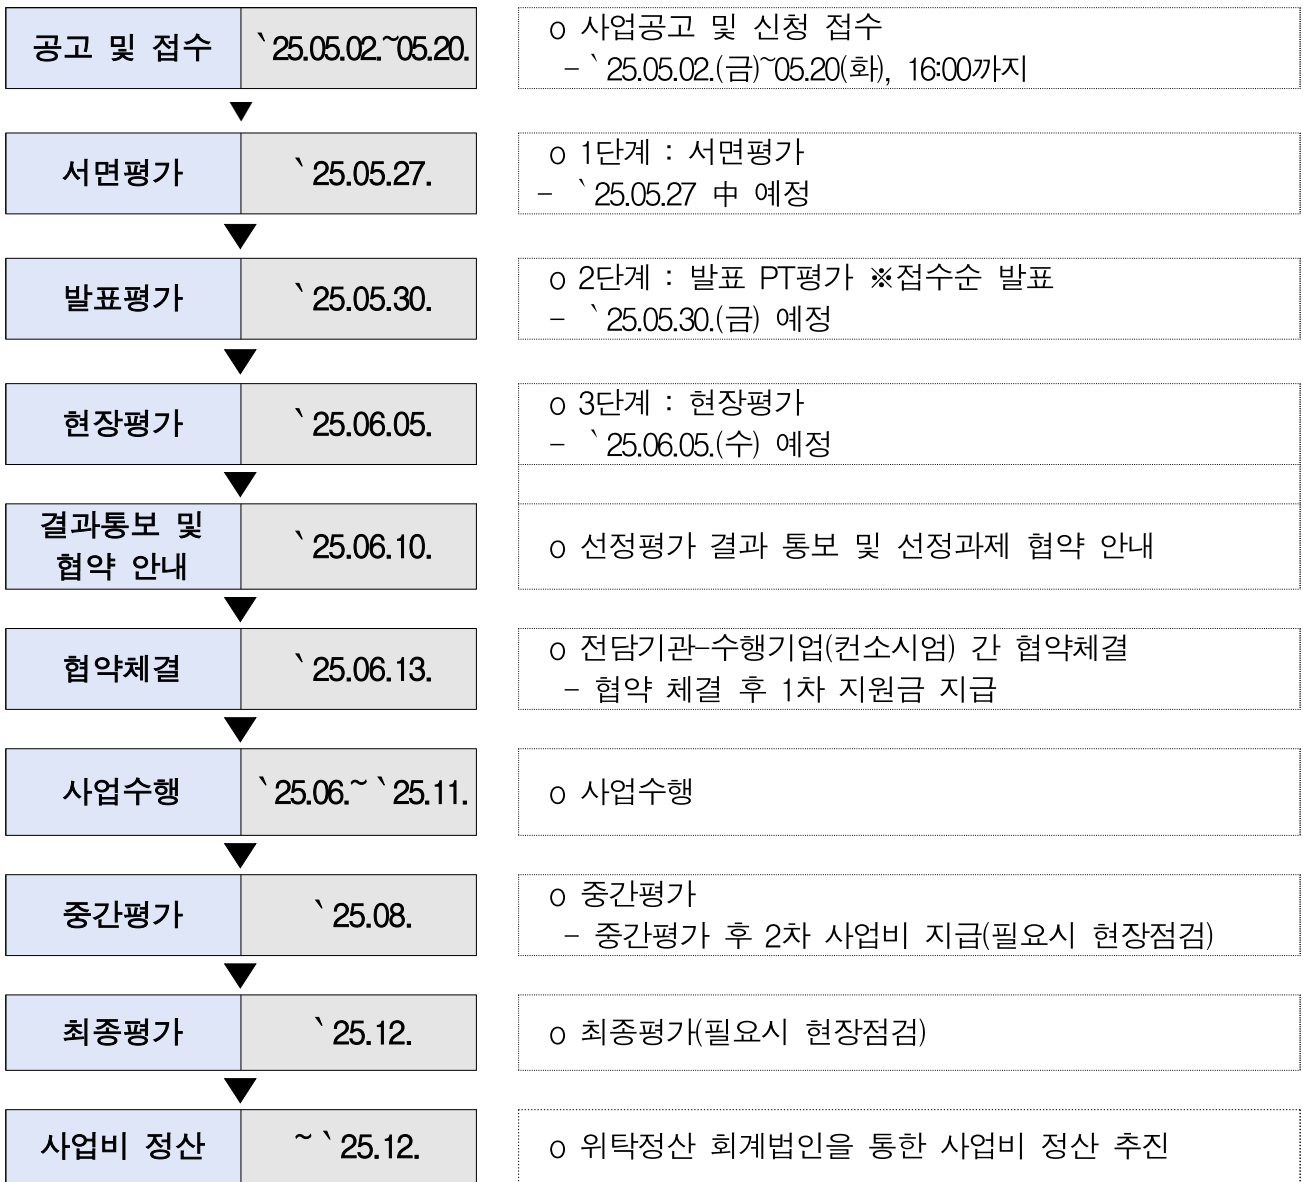 공고 및 접수
`25.05.02.~05.20.
o 사업공고 및 신청 접수
- `25.05.02.(금)~05.20(화), 16:00까지
서면평가
`25.05.27.
o 1단계 : 서면평가
- `25.05.27 中 예정
발표평가
`25.05.30.
o 2단계 : 발표 PT평가 ※접수순 발표
- `25.05.30.(금) 예정
현장평가
`25.06.05.
o 3단계 : 현장평가
- `25.06.05.(수) 예정
결과통보 및
협약 안내
`25.06.10.
o 선정평가 결과 통보 및 선정과제 협약 안내
협약체결
`25.06.13.
o 전담기관-수행기업(컨소시엄) 간 협약체결
- 협약 체결 후 1차 지원금 지급
사업수행
`25.06.~ `25.11.
o 사업수행
중간평가
`25.08.
o 중간평가
- 중간평가 후 2차 사업비 지급(필요시 현장점검)
최종평가
`25.12.
o 최종평가(필요시 현장점검)
사업비 정산
~ `25.12.
o 위탁정산 회계법인을 통한 사업비 정산 추진